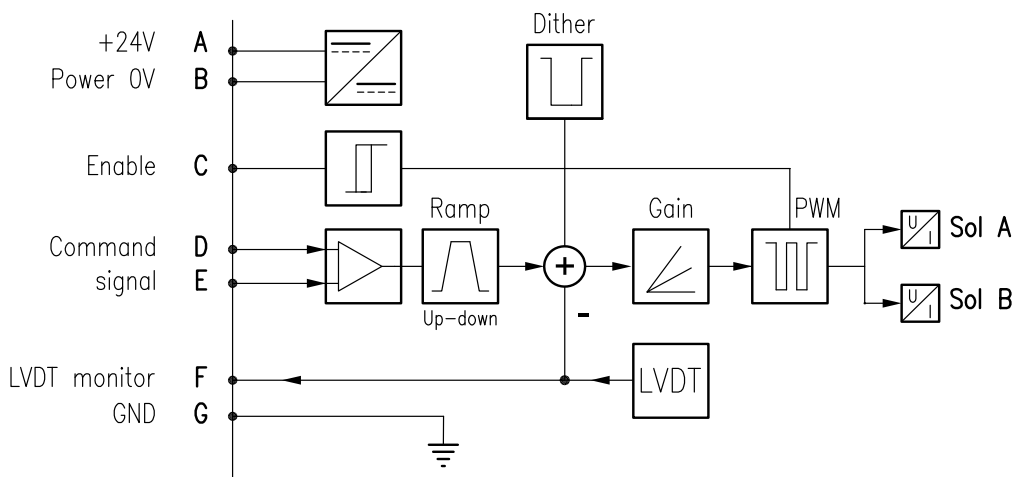 Dither
+24V A
Power 0V B
Enable C
Ramp
Gain
PWM
Command D
signal E
Up-down
+
-
U I Sol A
U I Sol B
LVDT monitor F
LVDT
GND G